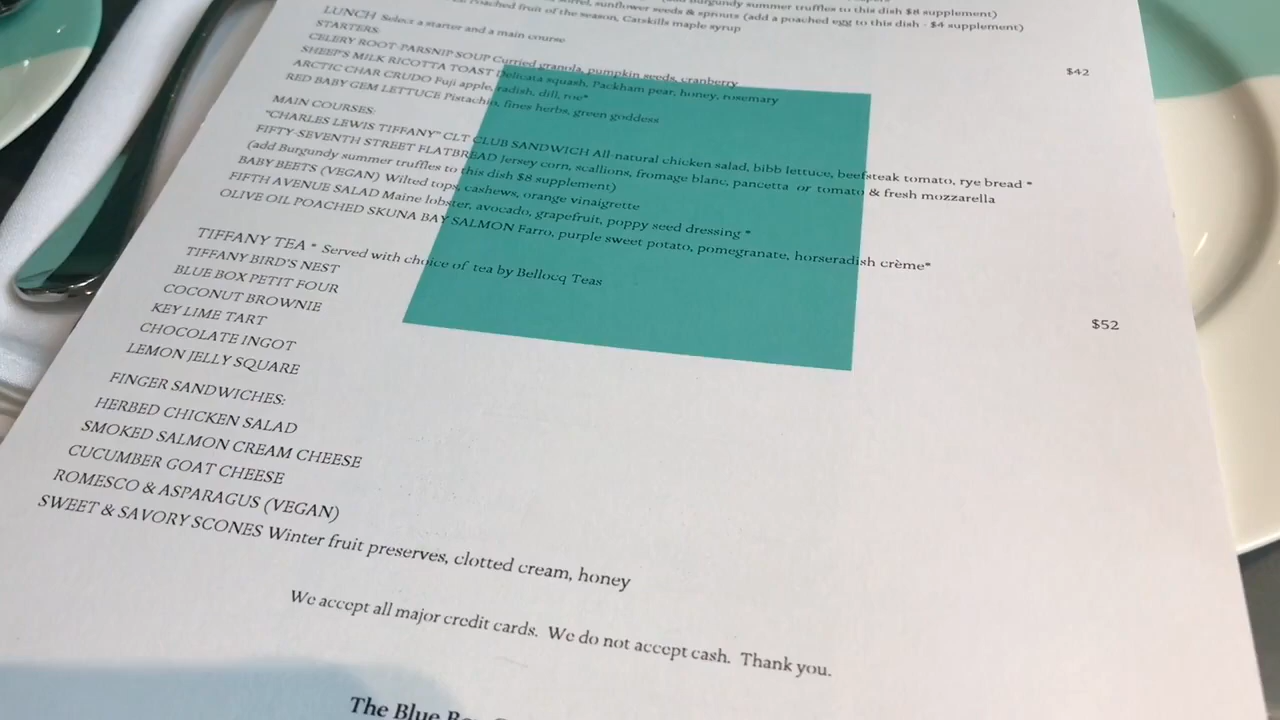 sunflower seeds & sprouts (add a poached egg to this dish - $4 supplement)
Poached fruit of the season, Catskills maple syrup
summer truffles to this dish $8 supplement)
LUNCH Select a starter and a main course
$42
STARTERS:
CELERY ROOT-PARSNIP SOUP Curried granola, pumpkin seeds, cranberry
SHEEP'S MILK RICOTTA TOAST Delicata squash, Packham pear, honey, rosemary
ARCTIC CHAR CRUDO Fuji apple, radish, dill, roe*
RED BABY GEM LETTUCE Pistachio, fines herbs, green goddess
MAIN COURSES:
"CHARLES LEWIS TIFFANY" CLT CLUB SANDWICH All-natural chicken salad, bibb lettuce, beefsteak tomato, rye bread *
FIFTY-SEVENTH STREET FLATBREAD Jersey corn, scallions, fromage blanc, pancetta or tomato & fresh mozzarella
(add Burgundy summer truffles to this dish $8 supplement)
BABY BEETS (VEGAN) Wilted tops, cashews, orange vinaigrette
FIFTH AVENUE SALAD Maine lobster, avocado, grapefruit, poppy seed dressing *
OLIVE OIL POACHED SKUNA BAY SALMON Farro, purple sweet potato, pomegranate, horseradish crème*
TIFFANY TEA * Served with choice of tea by Bellocq Teas
$52
TIFFANY BIRD'S NEST
BLUE BOX PETIT FOUR
COCONUT BROWNIE
KEY LIME TART
CHOCOLATE INGOT
LEMON JELLY SQUARE
FINGER SANDWICHES:
HERBED CHICKEN SALAD
SMOKED SALMON CREAM CHEESE
CUCUMBER GOAT CHEESE
ROMESCO & ASPARAGUS (VEGAN)
SWEET & SAVORY SCONES Winter fruit preserves, clotted cream, honey
We accept all major credit cards. We do not accept cash. Thank you.
The Blue